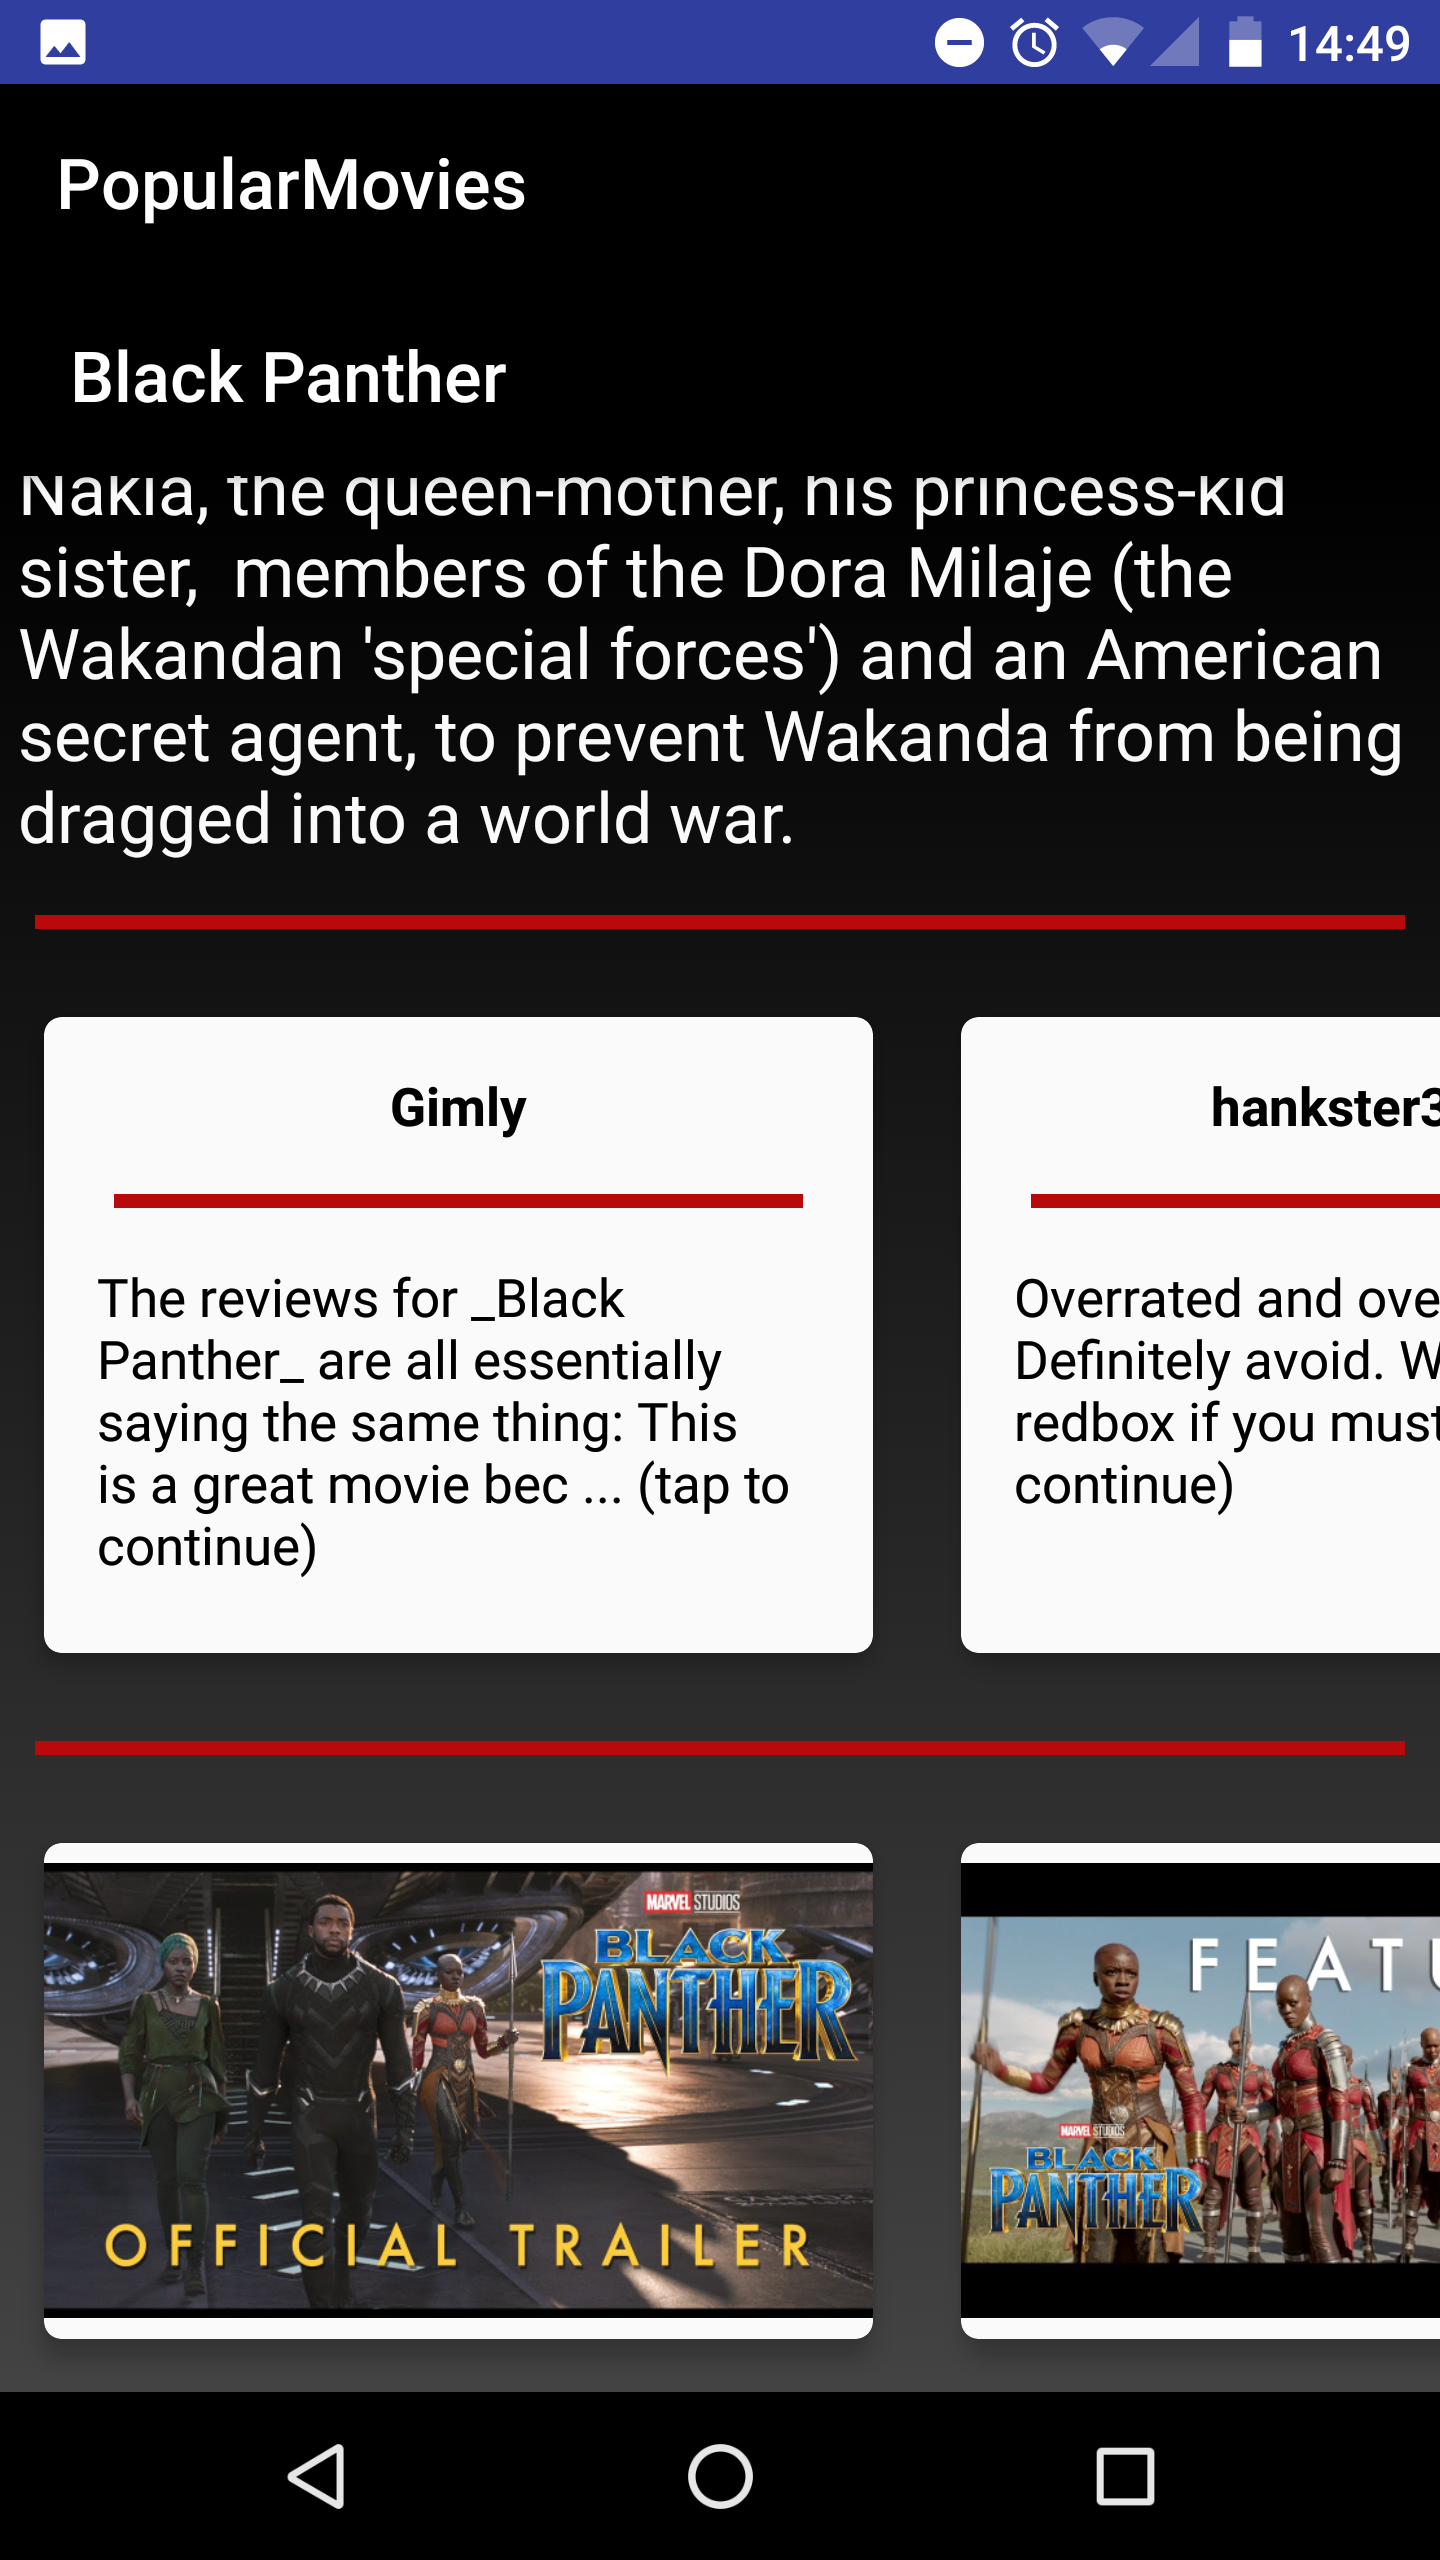 14:49
PopularMovies
Black Panther
Nakia, the queen-mother, his princess-kid
sister,  members of the Dora Milaje (the
Wakandan 'special forces') and an American
secret agent, to prevent Wakanda from being
dragged into a world war.
Gimly
The reviews for _Black
Panther_ are all essentially
saying the same thing: This
is a great movie bec ... (tap to
continue)
hankster3
Overrated and ove
Definitely avoid. W
redbox if you must
continue)
MARVEL STUDIOS
BLACK
PANTHER
OFFICIAL TRAILER
FEATU
MARVEL STUDIOS
BLACK
PANTHER